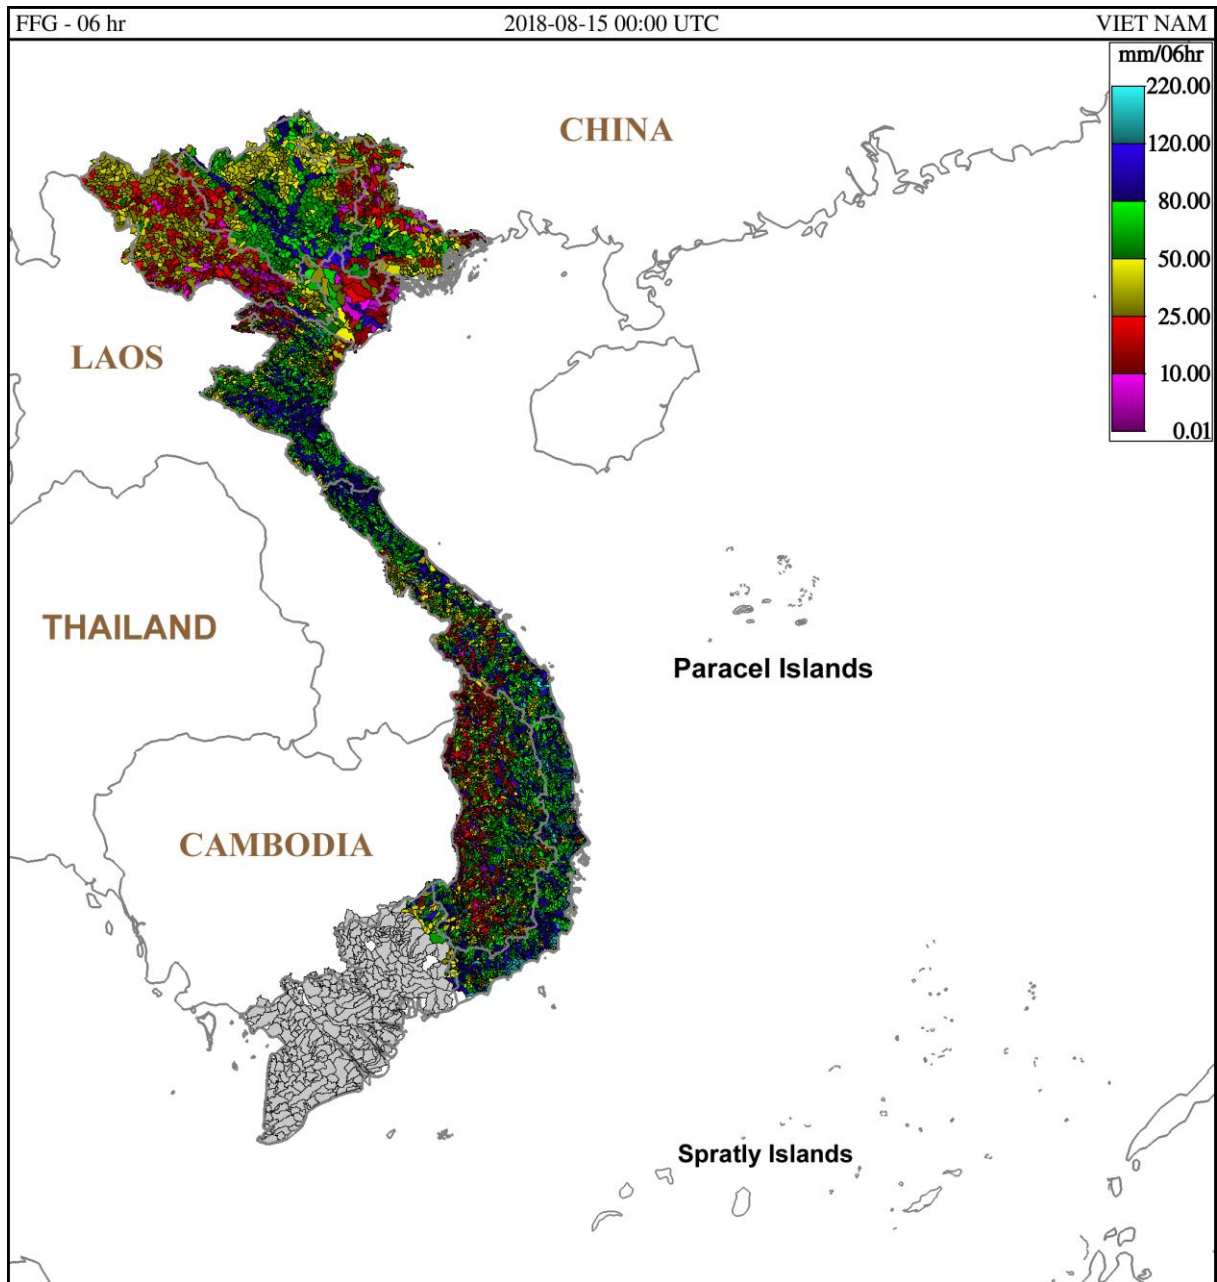 FFG - 06 hr 2018-08-15 00:00 UTC VIET NAM
mm/06hr
220.00
120.00
80.00
50.00
25.00
10.00
0.01
CHINA
LAOS
THAILAND
Paracel Islands
CAMBODIA
Spratly Islands